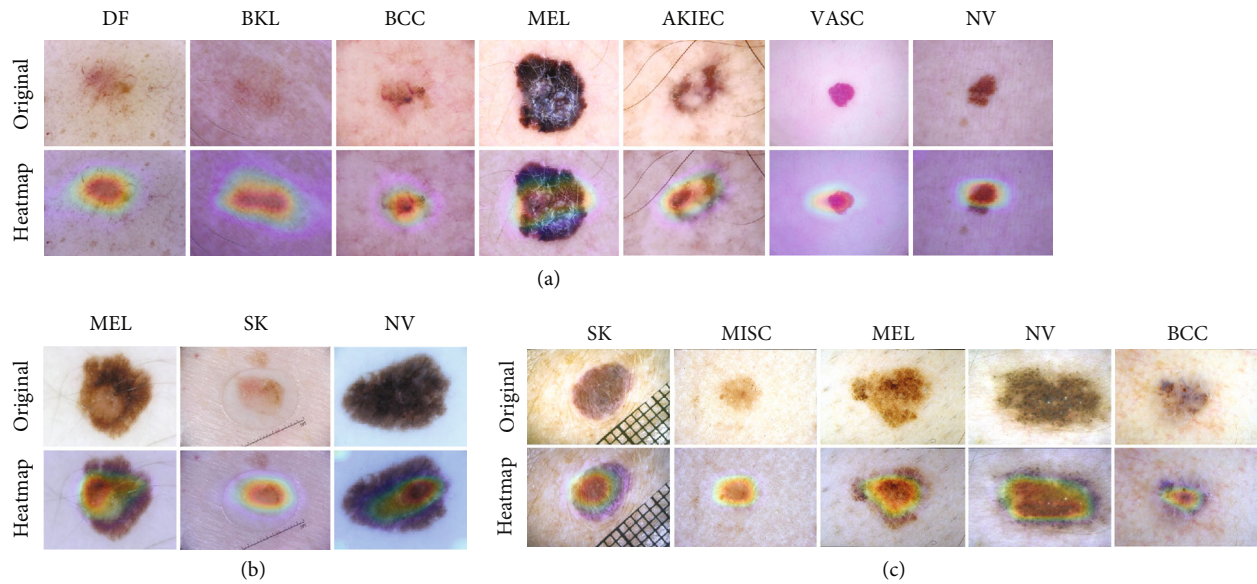 DF BKL BCC MEL AKIEC VASC NV
Original
Heatmap
(a)
MEL SK NV
Original
Heatmap
(b)
SK MISC MEL NV BCC
Original
Heatmap
(c)